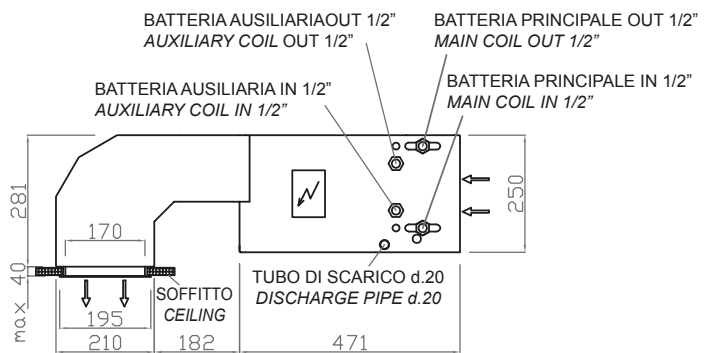 BATTERIA AUSILIARIAOUT 1/2”
AUXILIARY COIL OUT 1/2”
BATTERIA PRINCIPALE OUT 1/2”
MAIN COIL OUT 1/2”
BATTERIA AUSILIARIA IN 1/2”
AUXILIARY COIL IN 1/2”
BATTERIA PRINCIPALE IN 1/2”
MAIN COIL IN 1/2”
281
250
170
max 40
SOFFITTO
CEILING
TUBO DI SCARICO d.20
DISCHARGE PIPE d.20
195
210
182
471